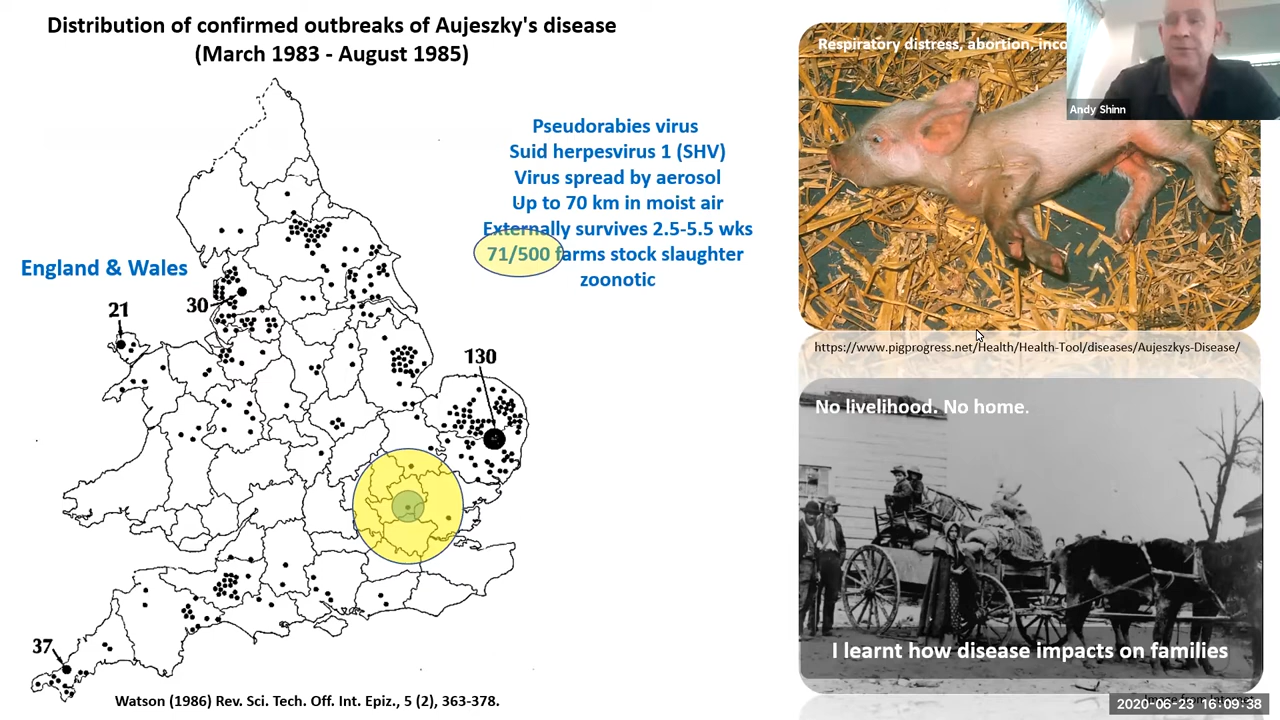 Distribution of confirmed outbreaks of Aujeszky's disease
(March 1983 - August 1985)
Pseudorabies virus
Suid herpesvirus 1 (SHV)
Virus spread by aerosol
Up to 70 km in moist air
Externally survives 2.5-5.5 wks
71/500 farms stock slaughter
zoonotic
England & Wales
21
30
130
37
Watson (1986) Rev. Sci. Tech. Off. Int. Epiz., 5 (2), 363-378.
Respiratory distress, abortion, inco
Andy Shinn
https://www.pigprogress.net/Health/Health-Tool/diseases/Aujeszkys-Disease/
No livelihood. No home.
I learnt how disease impacts on families
2020-06-23 16:09:38